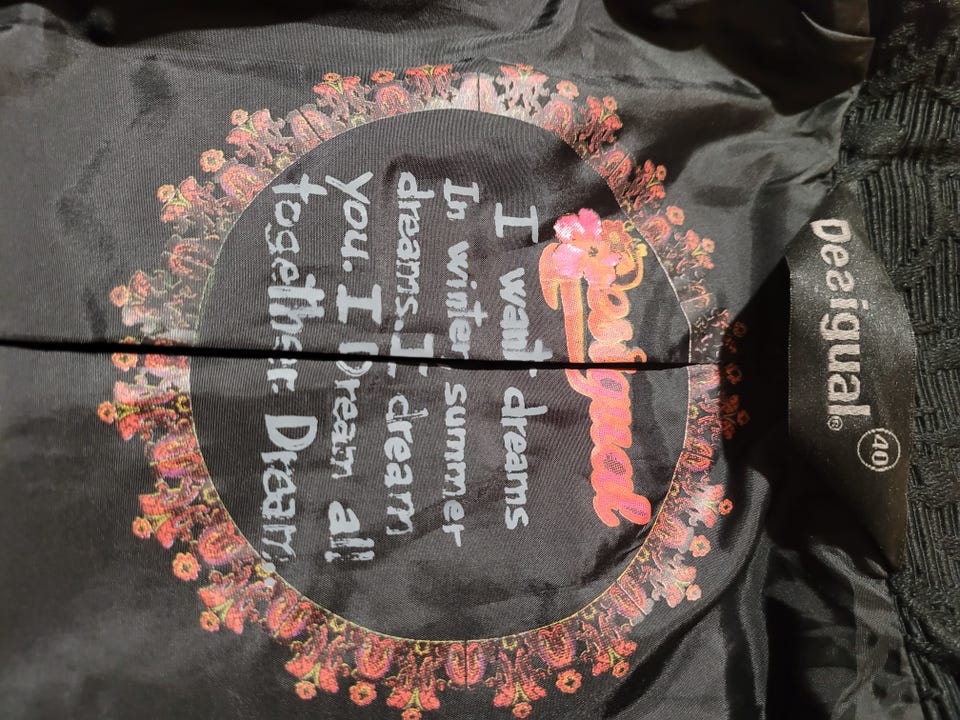 Desigual®
40
Desigual
I want dreams
In winter, summer
dreams. I dream
you. I Dream all
together. Dream...